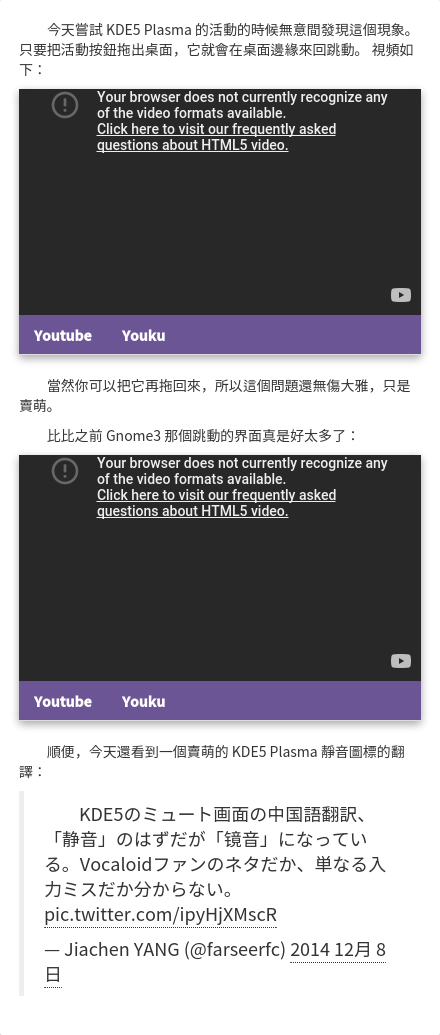 今天嘗試 KDE5 Plasma 的活動的時候無意間發現這個現象。
只要把活動按鈕拖出桌面，它就會在桌面邊緣來回跳動。 視頻如
下：
Your browser does not currently recognize any
of the video formats available.
Click here to visit our frequently asked
questions about HTML5 video.
Youtube Youku
當然你可以把它再拖回來，所以這個問題還無傷大雅，只是
賣萌。
比比之前 Gnome3 那個跳動的界面真是好太多了：
Your browser does not currently recognize any
of the video formats available.
Click here to visit our frequently asked
questions about HTML5 video.
Youtube Youku
順便，今天還看到一個賣萌的 KDE5 Plasma 靜音圖標的翻
譯：
KDE5のミュート画面の中国語翻訳、
「静音」のはずだが「镜音」になってい
る。Vocaloidファンのネタだか、単なる入
力ミスだか分からない。
pic.twitter.com/ipyHjXMscR
— Jiachen YANG (@farseerfc) 2014 12月 8
日